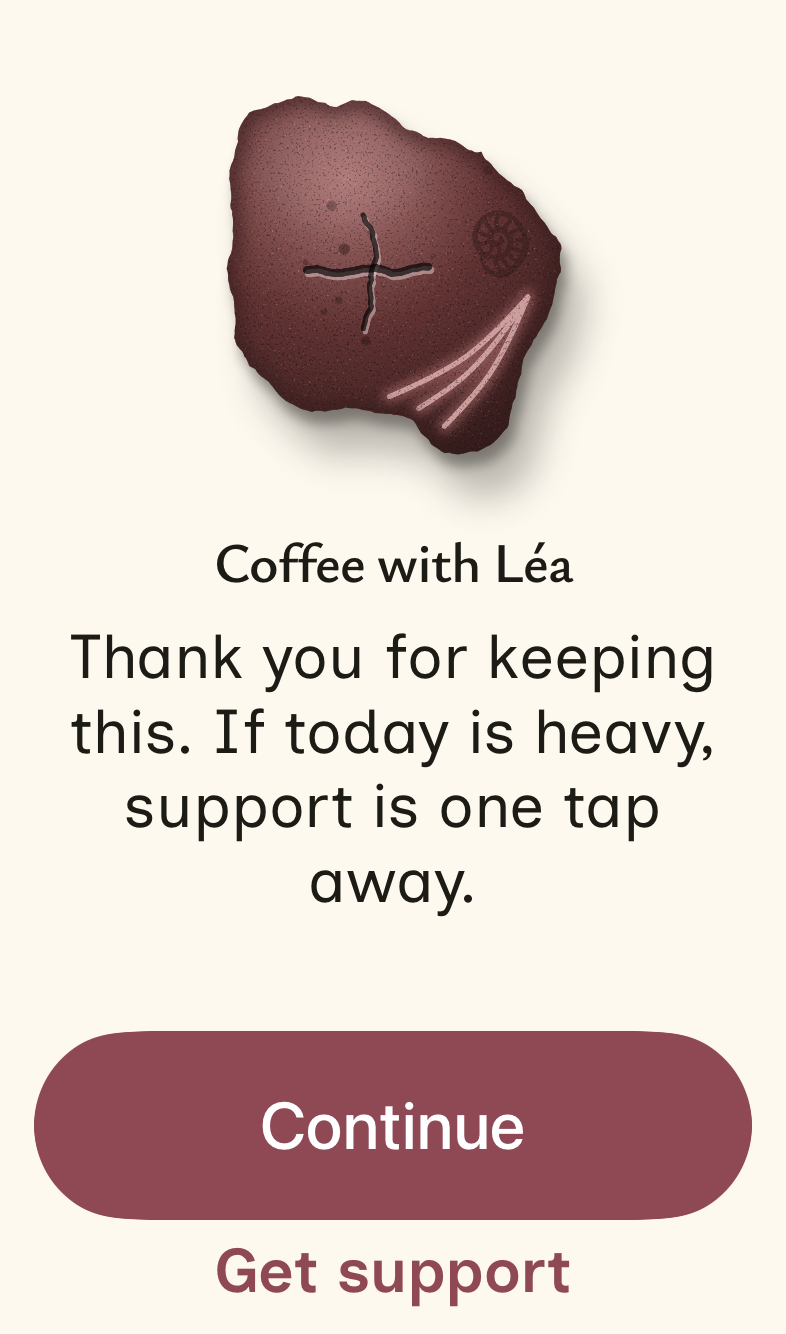 Coffee with Léa
Thank you for keeping
this. If today is heavy,
support is one tap
away.
Continue
Get support